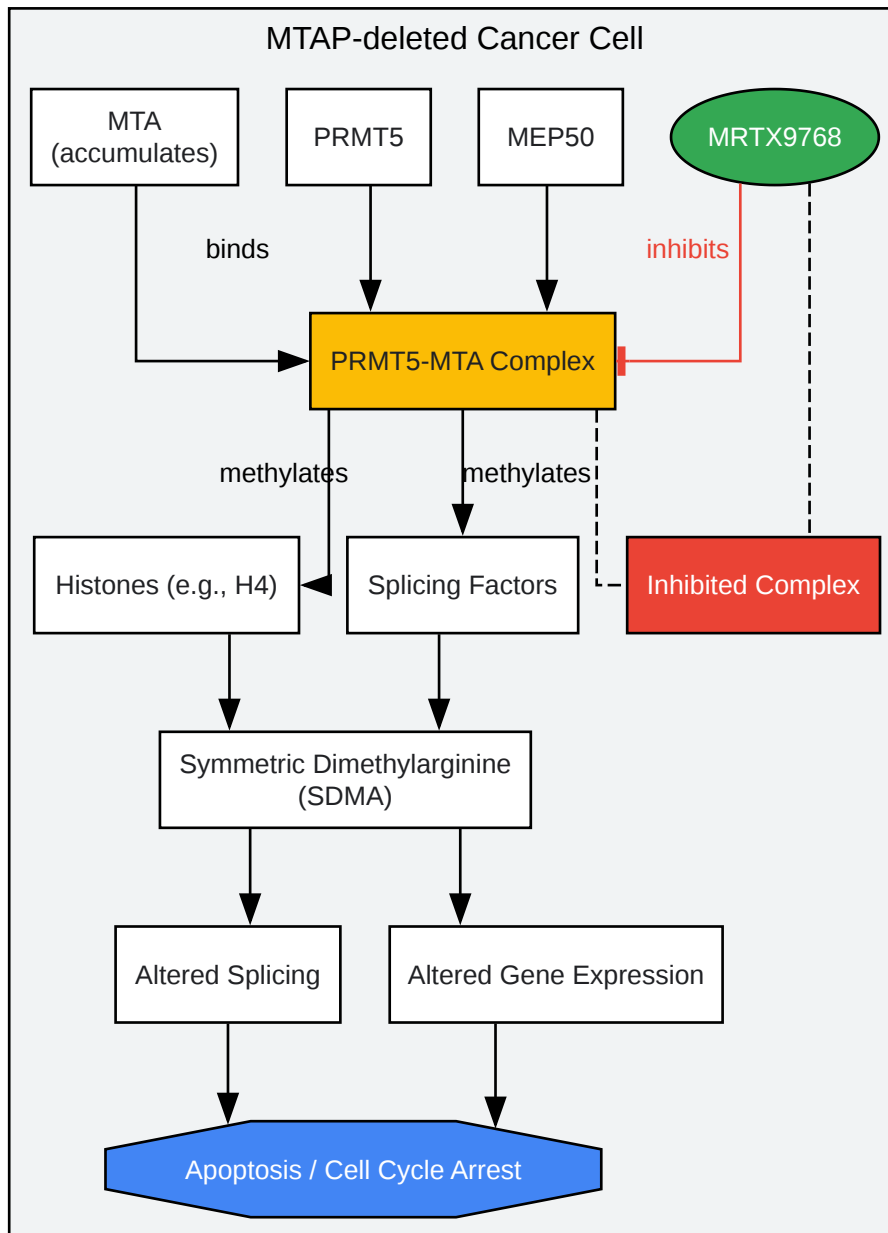 MTAP-deleted Cancer Cell
MTA
(accumulates)
PRMT5
MEP50
MRTX9768
binds
inhibits
PRMT5-MTA Complex
methylates
methylates
Histones (e.g., H4)
Splicing Factors
Inhibited Complex
Symmetric Dimethylarginine
(SDMA)
Altered Splicing
Altered Gene Expression
Apoptosis / Cell Cycle Arrest